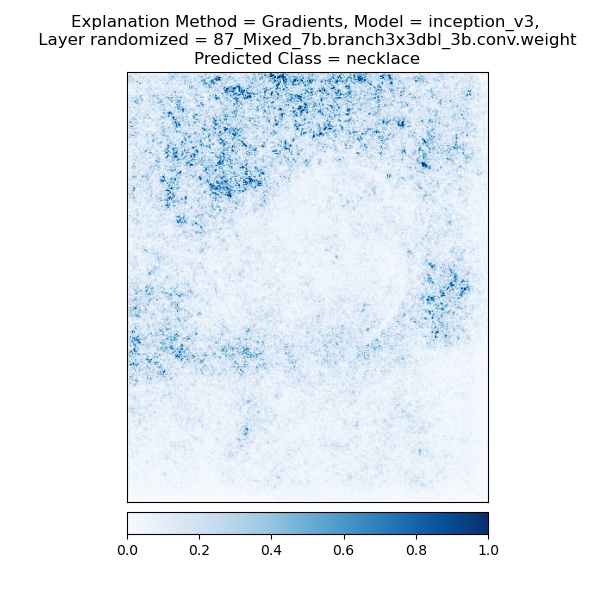 Explanation Method = Gradients, Model = inception_v3,
Layer randomized = 87_Mixed_7b.branch3x3dbl_3b.conv.weight
Predicted Class = necklace
0.0 0.2 0.4 0.6 0.8 1.0